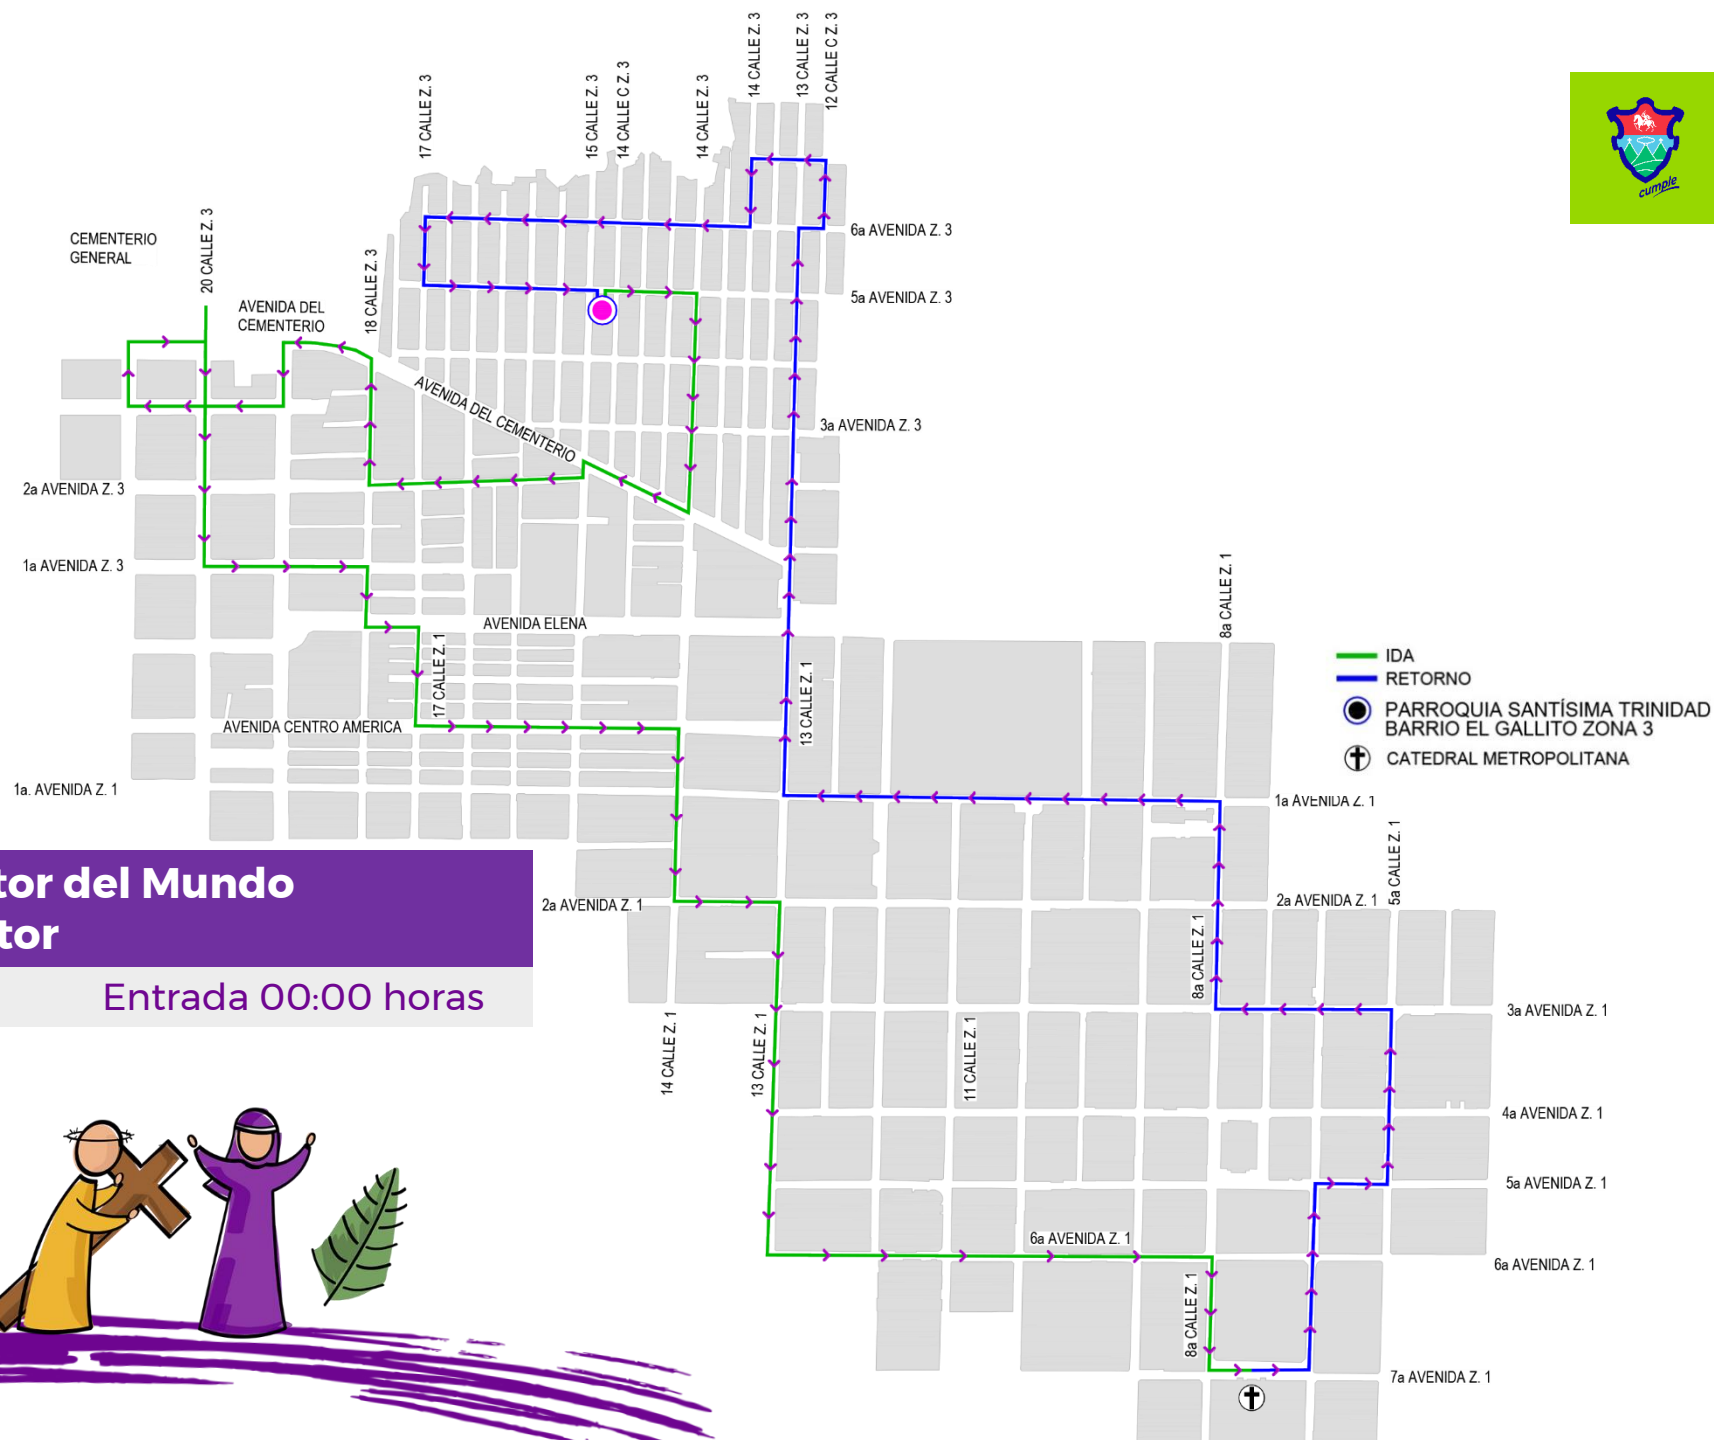 14 CALLE Z. 3
13 CALLE Z. 3
12 CALLE C Z. 3
17 CALLE Z. 3
15 CALLE Z. 3
14 CALLE C Z. 3
14 CALLE Z. 3
cumple
6a AVENIDA Z. 3
CEMENTERIO
GENERAL
20 CALLE Z. 3
18 CALLE Z. 3
AVENIDA DEL
CEMENTERIO
5a AVENIDA Z. 3
AVENIDA DEL CEMENTERIO
3a AVENIDA Z. 3
2a AVENIDA Z. 3
1a AVENIDA Z. 3
AVENIDA ELENA
8a CALLE Z. 1
17 CALLE Z. 1
13 CALLE Z. 1
AVENIDA CENTRO AMERICA
IDA
RETORNO
PARROQUIA SANTÍSIMA TRINIDAD
BARRIO EL GALLITO ZONA 3
CATEDRAL METROPOLITANA
1a. AVENIDA Z. 1
1a AVENIDA Z. 1
5a CALLE Z. 1
tor del Mundo
tor
Entrada 00:00 horas
2a AVENIDA Z. 1
2a AVENIDA Z. 1
8a CALLE Z. 1
3a AVENIDA Z. 1
14 CALLE Z. 1
13 CALLE Z. 1
11 CALLE Z. 1
4a AVENIDA Z. 1
5a AVENIDA Z. 1
6a AVENIDA Z. 1
6a AVENIDA Z. 1
8a CALLE Z. 1
7a AVENIDA Z. 1